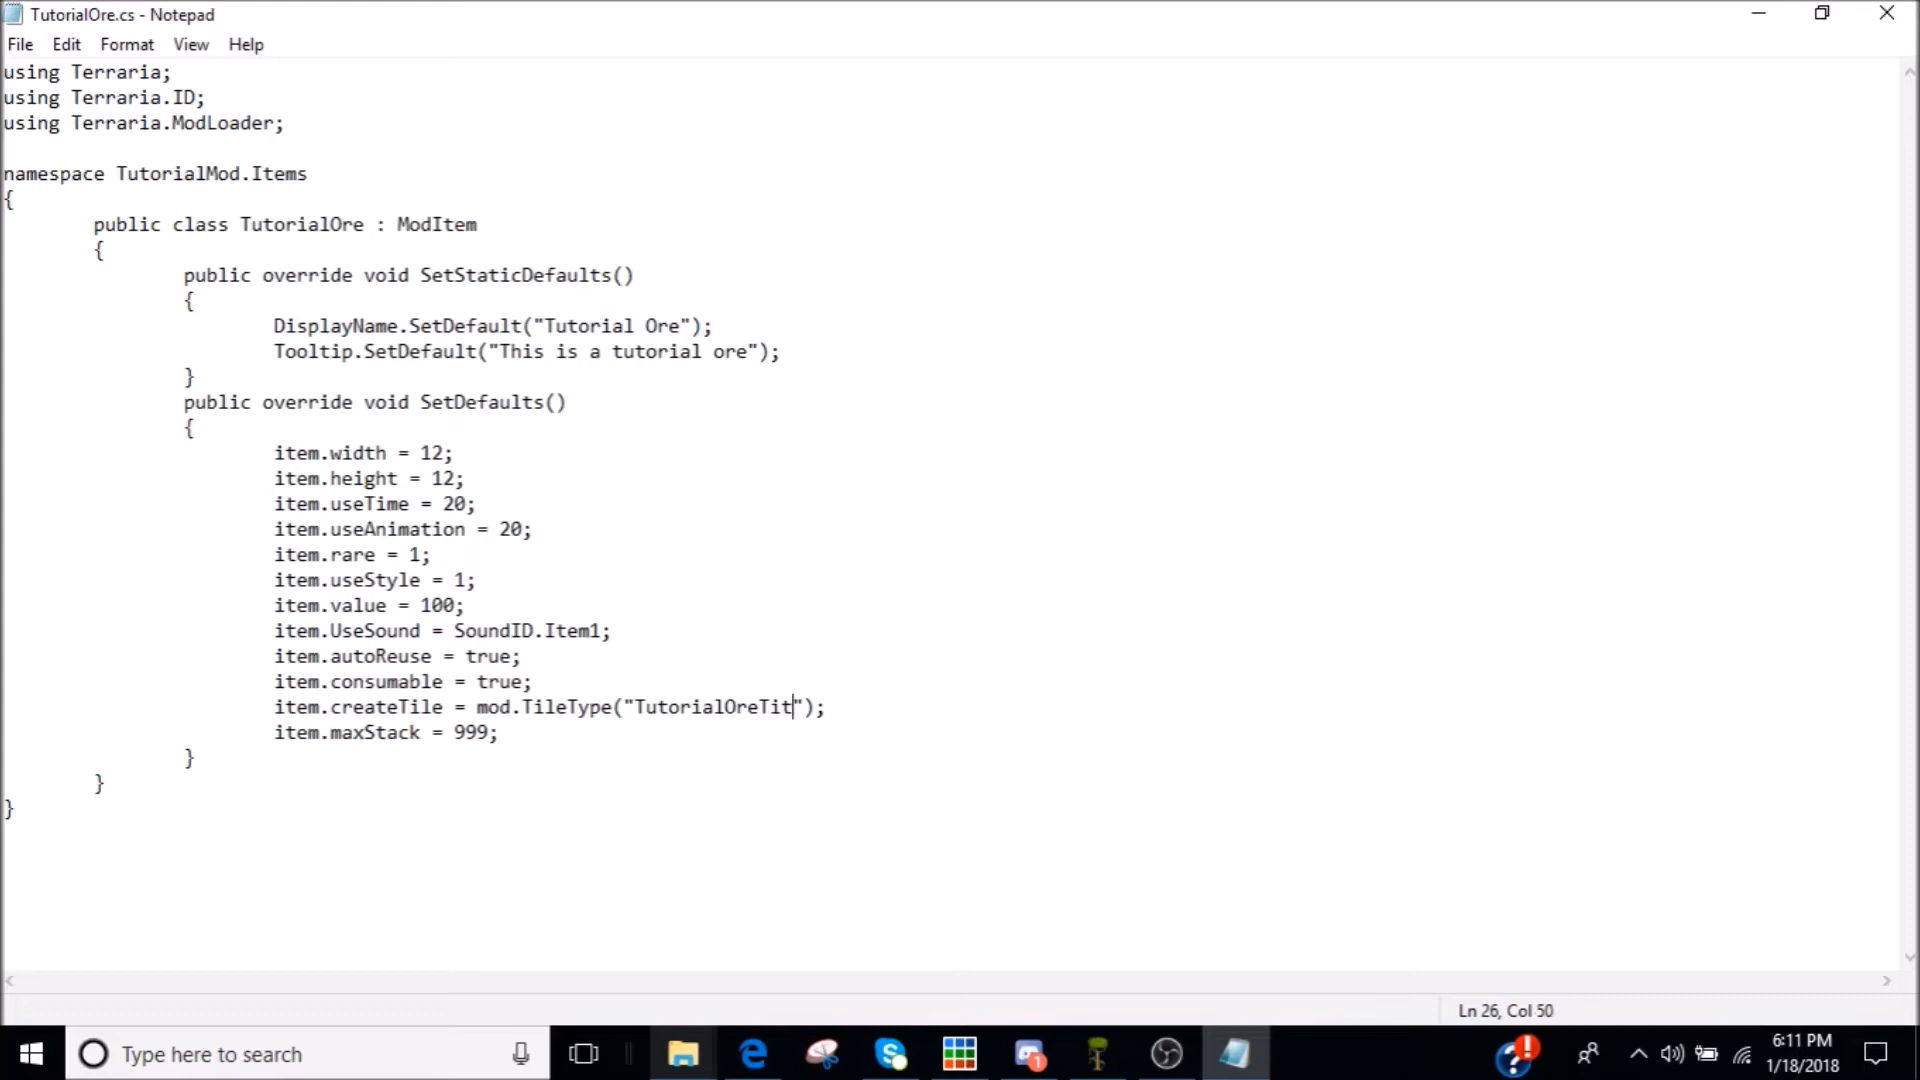 TutorialOre.cs - Notepad
File Edit Format View Help
using Terraria;
using Terraria.ID;
using Terraria.ModLoader;
namespace TutorialMod.Items
{
public class TutorialOre : ModItem
{
public override void SetStaticDefaults()
{
DisplayName.SetDefault("Tutorial Ore");
Tooltip.SetDefault("This is a tutorial ore");
}
public override void SetDefaults()
{
item.width = 12;
item.height = 12;
item.useTime = 20;
item.useAnimation = 20;
item.rare = 1;
item.useStyle = 1;
item.value = 100;
item.UseSound = SoundID.Item1;
item.autoReuse = true;
item.consumable = true;
item.createTile = mod.TileType("TutorialOreTit");
item.maxStack = 999;
}
}
}
Ln 26, Col 50
Type here to search
1
6:11 PM
1/18/2018